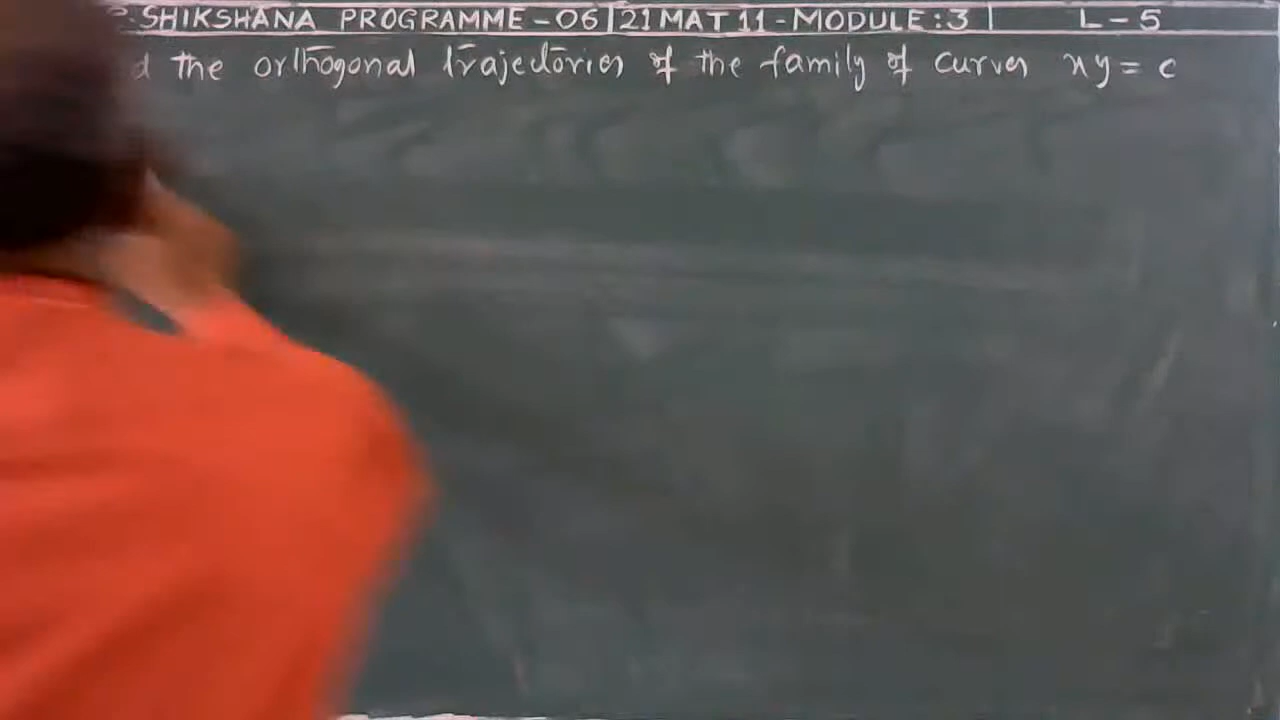 SHIKSHANA PROGRAMME - 06 | 21 MAT 11 - MODULE : 3 | L - 5
the orthogonal trajectories of the family of curves xy = c